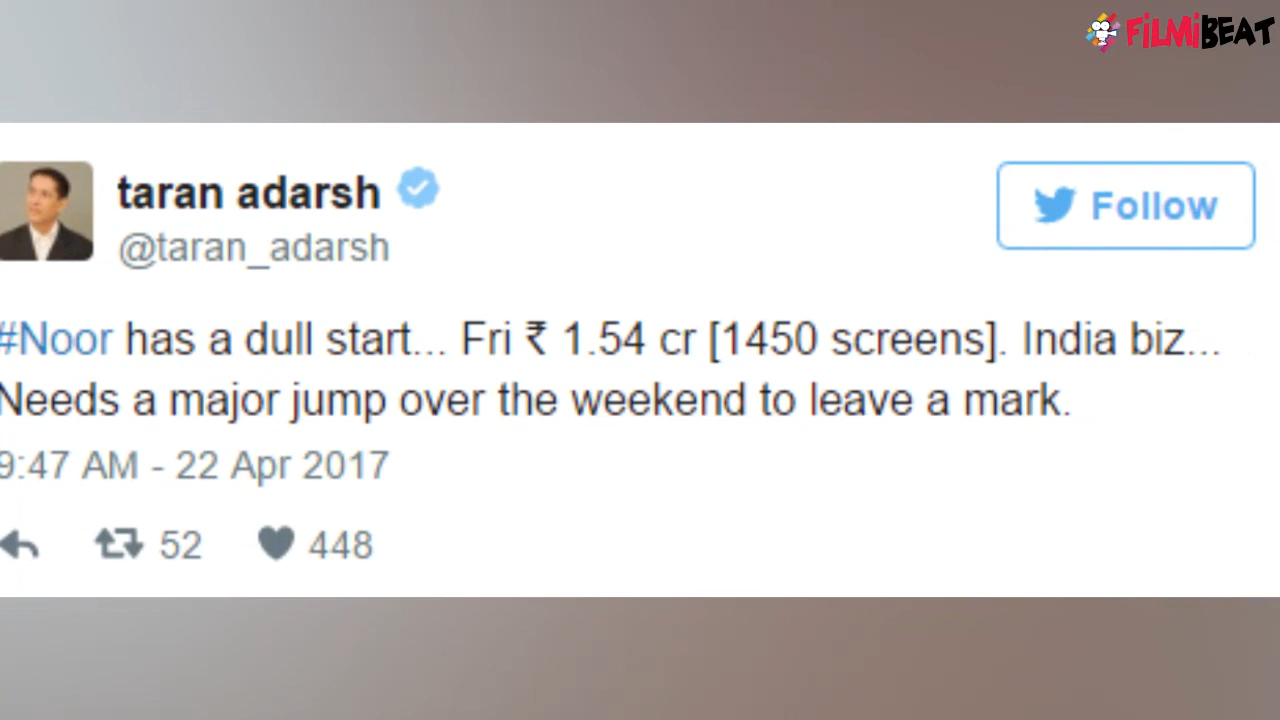 FILMIBEAT
taran adarsh
@taran_adarsh
Follow
#Noor has a dull start... Fri ₹ 1.54 cr [1450 screens]. India biz...
Needs a major jump over the weekend to leave a mark.
9:47 AM - 22 Apr 2017
52 448